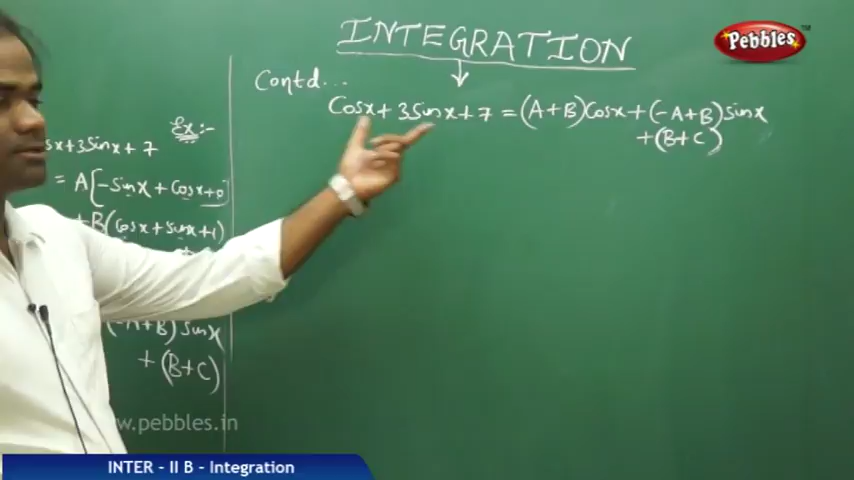 INTEGRATION
Pebbles
TM
Contd...
Cosx + 3Sinx + 7 = (A+B)Cosx + (-A+B) Sinx
+ (B+C)
Ex:-
sx+3Sinx + 7
= A[-Sinx + Cosx+0]
+ B(Cosx + Sinx + 1)
(-A+B) Sinx
+ (B+C)
w.pebbles.in
INTER - II B - Integration